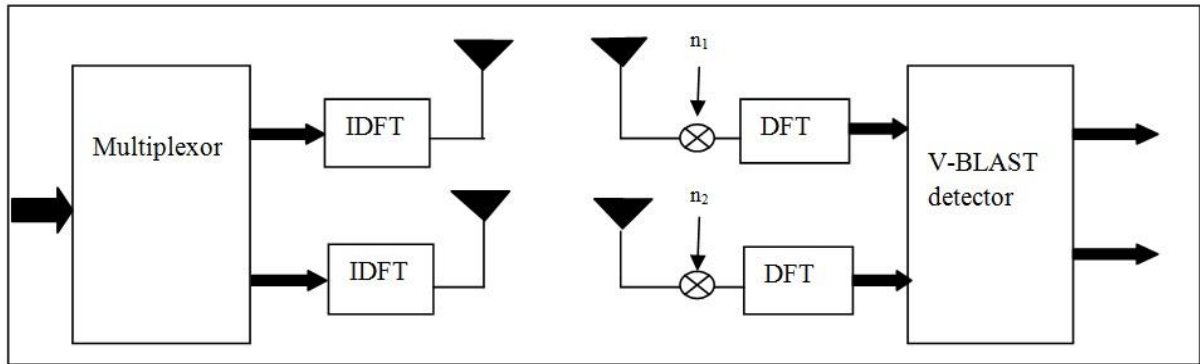 Multiplexor
IDFT
IDFT
n₁
DFT
n₂
DFT
V-BLAST
detector